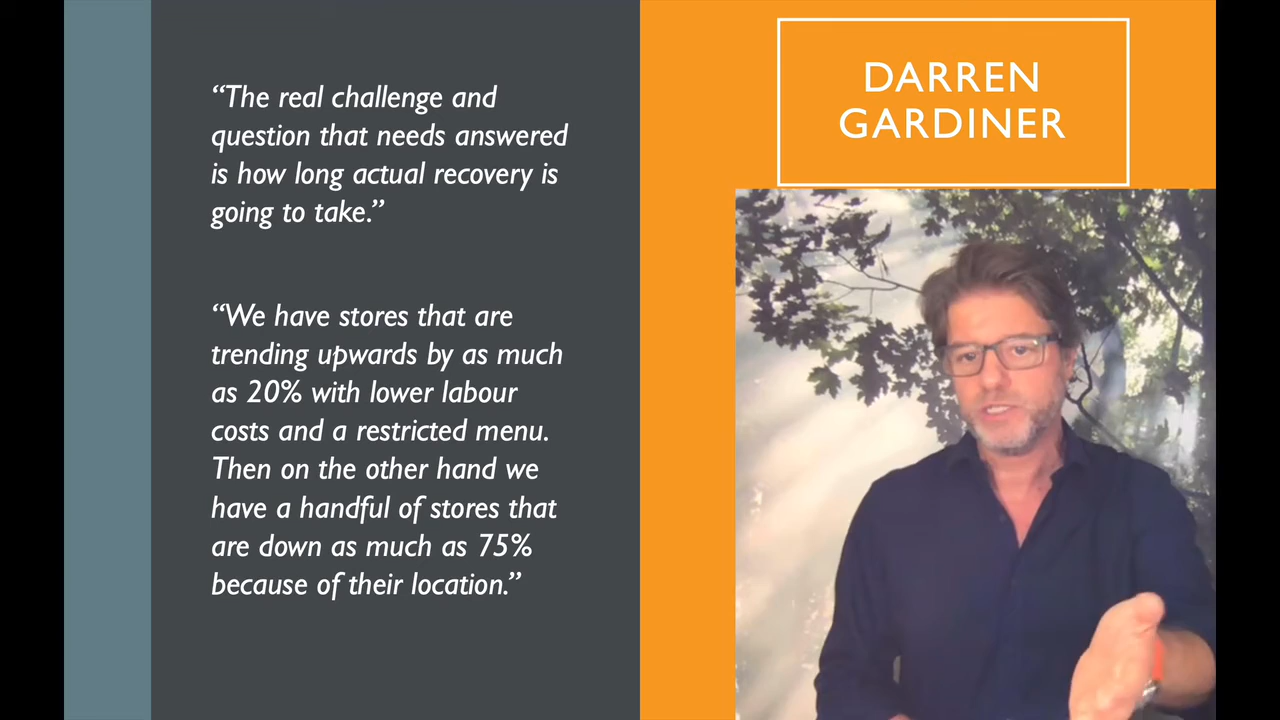 “The real challenge and
question that needs answered
is how long actual recovery is
going to take.”
“We have stores that are
trending upwards by as much
as 20% with lower labour
costs and a restricted menu.
Then on the other hand we
have a handful of stores that
are down as much as 75%
because of their location.”
DARREN
GARDINER